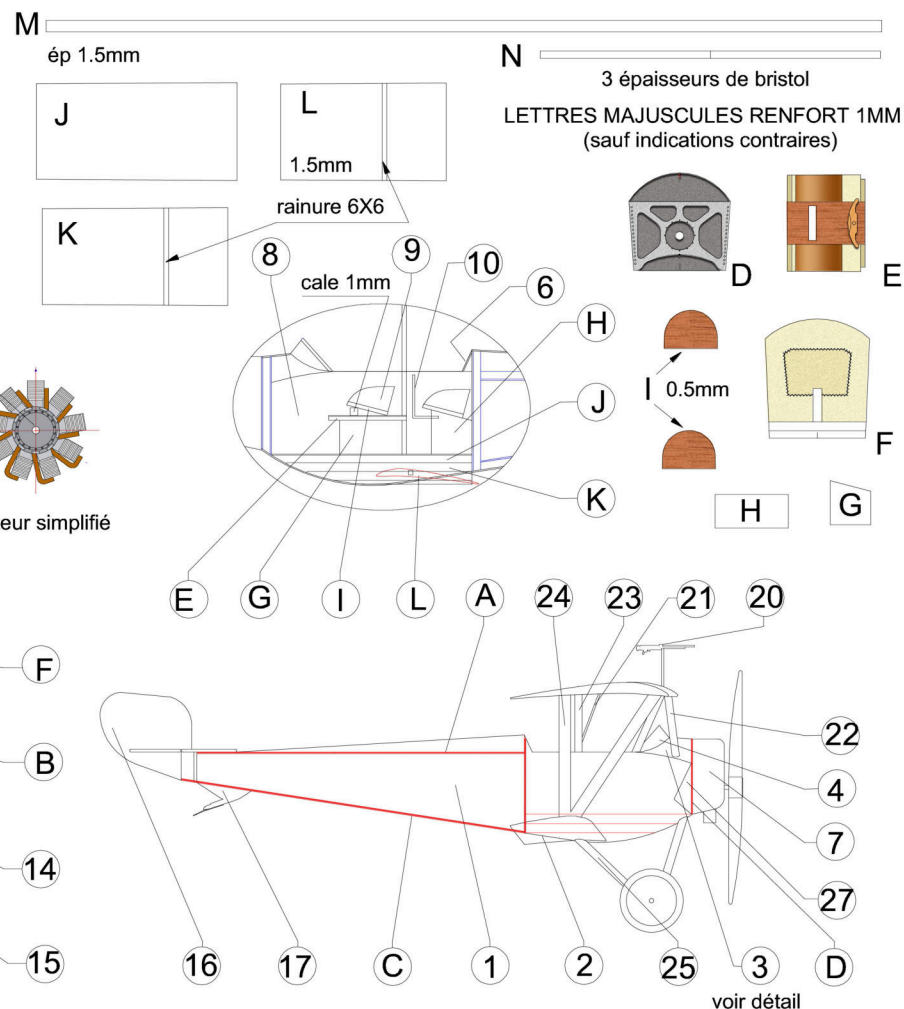 M
ép 1.5mm
N
3 épaisseurs de bristol
J
L
1.5mm
LETTRES MAJUSCULES RENFORT 1MM
(sauf indications contraires)
rainure 6X6
K
D
E
8
9
10
6
cale 1mm
H
I 0.5mm
J
F
K
eur simplifié
H
G
E
G
I
L
A
24
23
21
20
F
22
B
4
7
14
27
15
16
17
C
1
2
25
3
D
voir détail